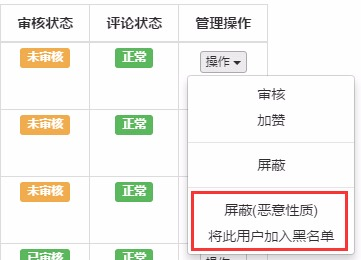 审核状态 评论状态 管理操作
未审核 正常 操作
审核
未审核 正常 加赞
屏蔽
未审核 正常
屏蔽(恶意性质)
将此用户加入黑名单
已审核 正常 操作